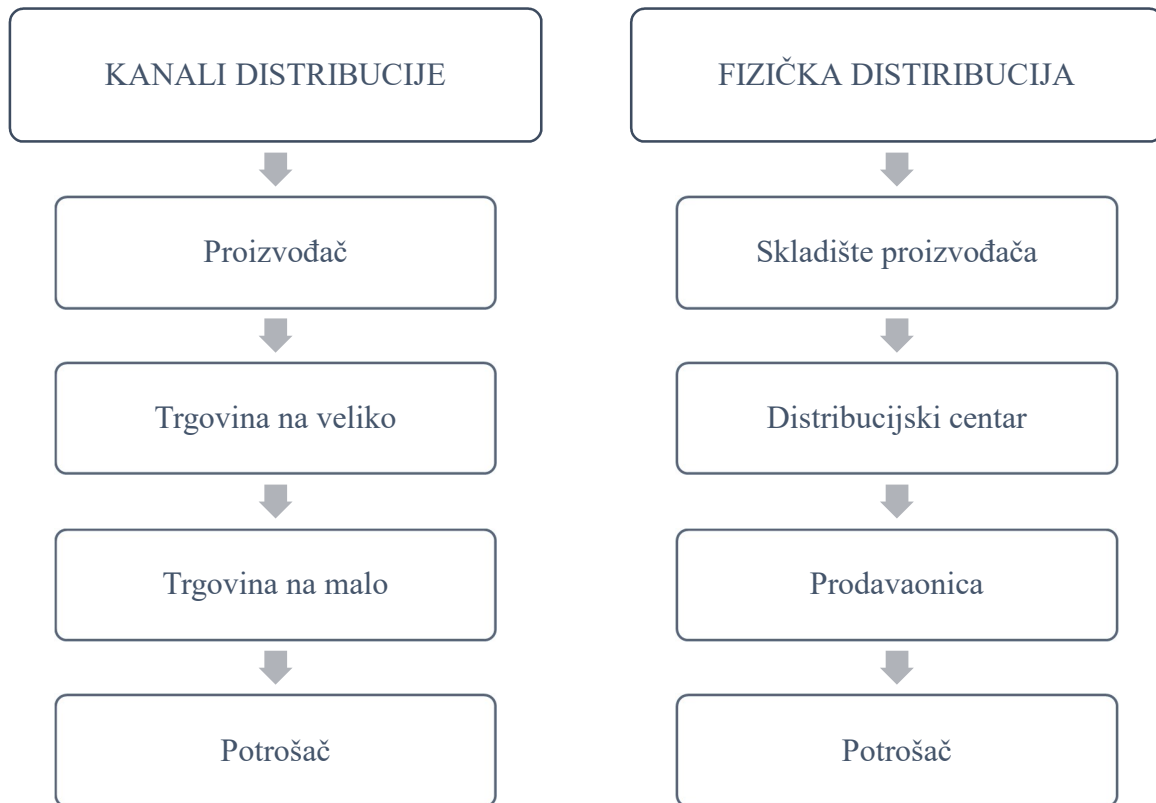 KANALI DISTRIBUCIJE
Proizvođač
Trgovina na veliko
Trgovina na malo
Potrošač
FIZIČKA DISTIRIBUCIJA
Skladište proizvođača
Distribucijski centar
Prodavaonica
Potrošač